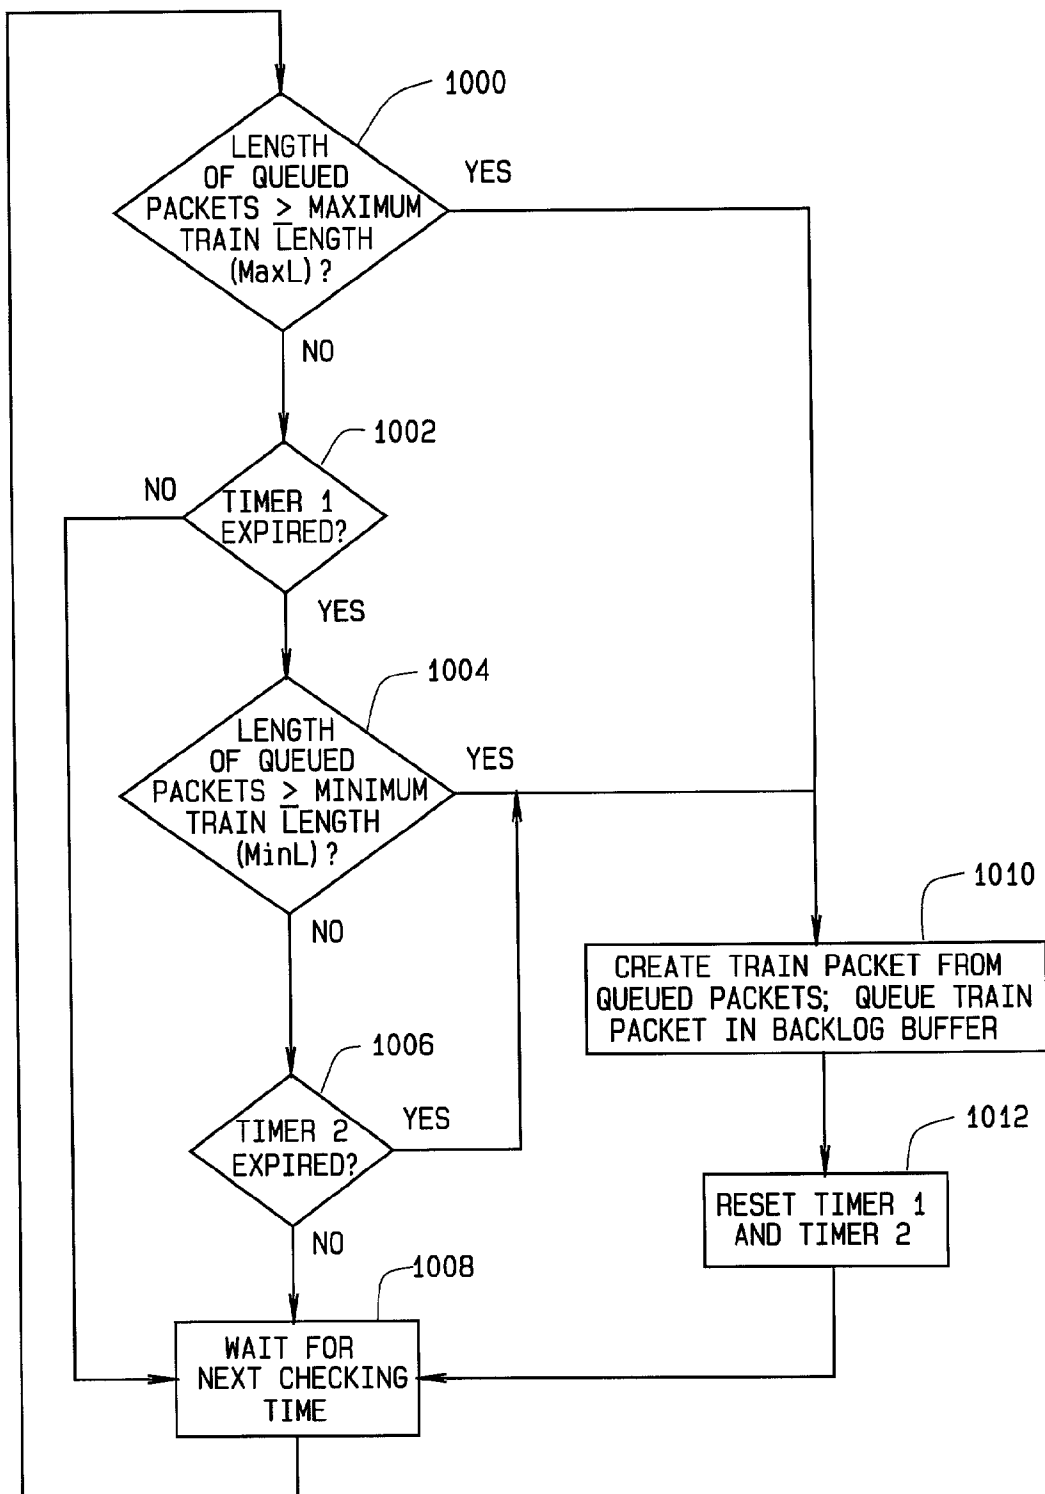 1000
LENGTH
OF QUEUED
PACKETS ≥ MAXIMUM
TRAIN LENGTH
(MaxL)?
YES
NO
1002
NO
TIMER 1
EXPIRED?
YES
1004
LENGTH
OF QUEUED
PACKETS ≥ MINIMUM
TRAIN LENGTH
(MinL)?
YES
NO
1010
CREATE TRAIN PACKET FROM
QUEUED PACKETS; QUEUE TRAIN
PACKET IN BACKLOG BUFFER
1006
TIMER 2
EXPIRED?
YES
NO
1012
RESET TIMER 1
AND TIMER 2
1008
WAIT FOR
NEXT CHECKING
TIME